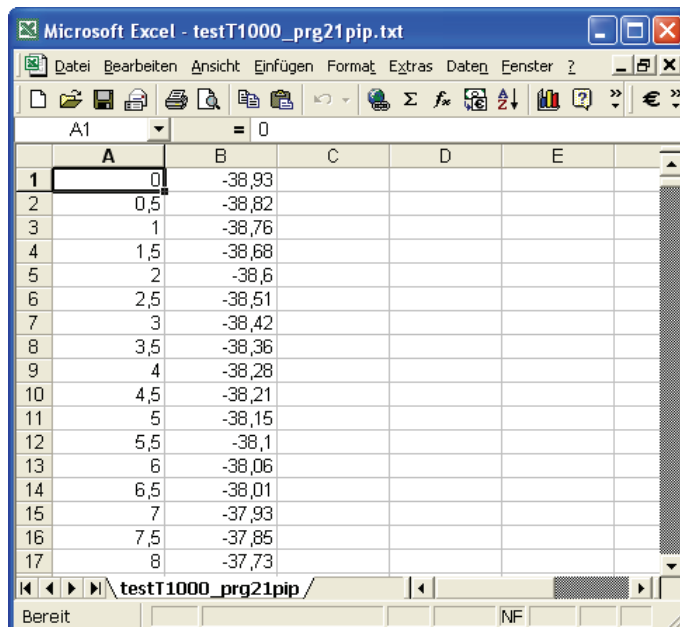 Microsoft Excel - testT1000_prg21pip.txt
Datei Bearbeiten Ansicht Einfügen Format Extras Daten Fenster ?
A1 = 0
A B C D E
1 0 -38,93
2 0,5 -38,82
3 1 -38,76
4 1,5 -38,68
5 2 -38,6
6 2,5 -38,51
7 3 -38,42
8 3,5 -38,36
9 4 -38,28
10 4,5 -38,21
11 5 -38,15
12 5,5 -38,1
13 6 -38,06
14 6,5 -38,01
15 7 -37,93
16 7,5 -37,85
17 8 -37,73
testT1000_prg21pip
Bereit NF